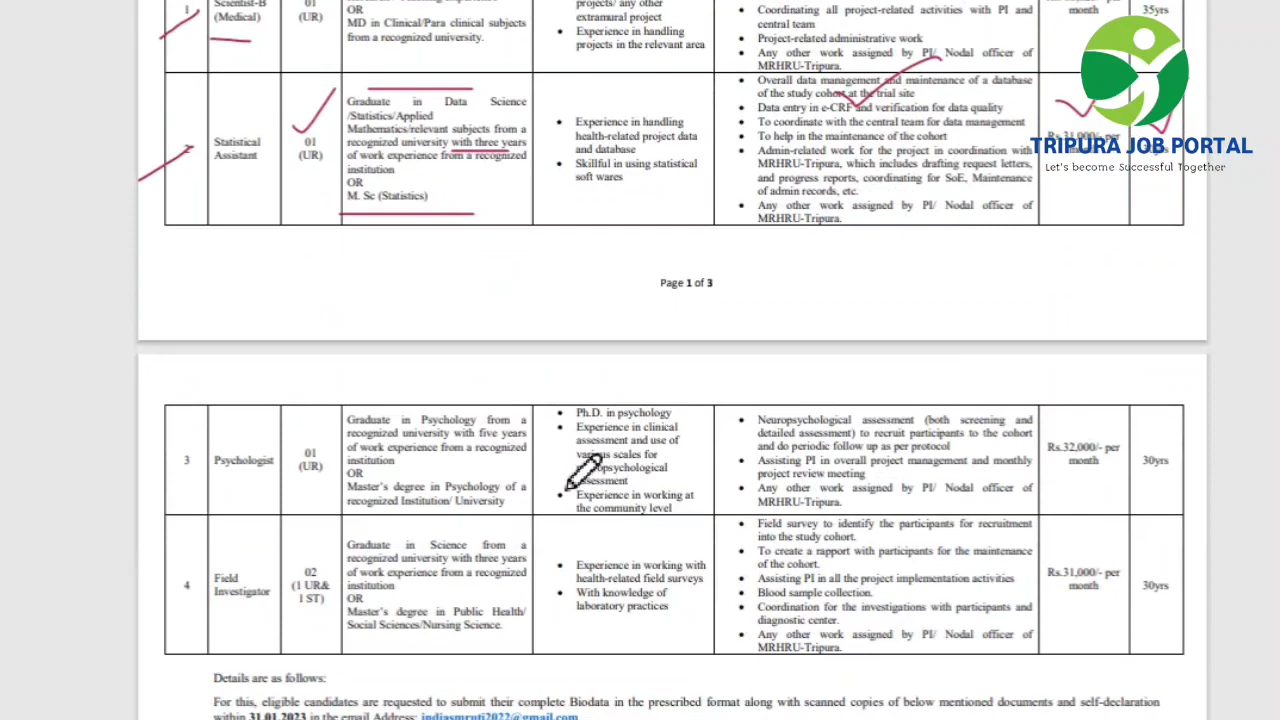 1
Scientist-B
(Medical)
01
(UR)
MD in Clinical/Para clinical subjects
from a recognized university.
projects/ any other
extramural project
• Experience in handling
projects in the relevant area
• Coordinating all project-related activities with PI and
central team
• Project-related administrative work
• Any other work assigned by PI/ Nodal officer of
MRHRU-Tripura.
month
35yrs
Statistical
Assistant
01
(UR)
Graduate in Data Science
/Statistics/Applied
Mathematics/relevant subjects from a
recognized university with three years
of work experience from a recognized
institution
OR
M. Sc (Statistics)
• Experience in handling
health-related project data
and database
• Skillful in using statistical
soft wares
• Overall data management and maintenance of a database
of the study cohort at the trial site
• Data entry in e-CRF and verification for data quality
• To coordinate with the central team for data management
• To help in the maintenance of the cohort
• Admin-related work for the project in coordination with
MRHRU-Tripura, which includes drafting request letters,
and progress reports, coordinating for SoE, Maintenance
of admin records, etc.
• Any other work assigned by PI/ Nodal officer of
MRHRU-Tripura.
Rs.31,000/- per
month
TRIPURA JOB PORTAL
Let's become Successful Together
Page 1 of 3
3
Psychologist
01
(UR)
Graduate in Psychology from a
recognized university with five years
of work experience from a recognized
institution
OR
Master's degree in Psychology of a
recognized Institution/ University
• Ph.D. in psychology
• Experience in clinical
assessment and use of
various scales for
assessment
• Experience in working at
the community level
• Neuropsychological assessment (both screening and
detailed assessment) to recruit participants to the cohort
and do periodic follow up as per protocol
• Assisting PI in overall project management and monthly
project review meeting
• Any other work assigned by PI/ Nodal officer of
MRHRU-Tripura.
Rs.32,000/- per
month
30yrs
4
Field
Investigator
02
(1 UR&
1 ST)
Graduate in Science from a
recognized university with three years
of work experience from a recognized
institution
OR
Master's degree in Public Health/
Social Sciences/Nursing Science.
• Experience in working with
health-related field surveys
• With knowledge of
laboratory practices
• Field survey to identify the participants for recruitment
into the study cohort.
• To create a rapport with participants for the maintenance
of the cohort.
• Assisting PI in all the project implementation activities
• Blood sample collection.
• Coordination for the investigations with participants and
diagnostic center.
• Any other work assigned by PI/ Nodal officer of
MRHRU-Tripura.
Rs.31,000/- per
month
30yrs
Details are as follows:
For this, eligible candidates are requested to submit their complete Biodata in the prescribed format along with scanned copies of below mentioned documents and self-declaration
within 31.01.2023 in the email Address: indiasmruti2022@gmail.com